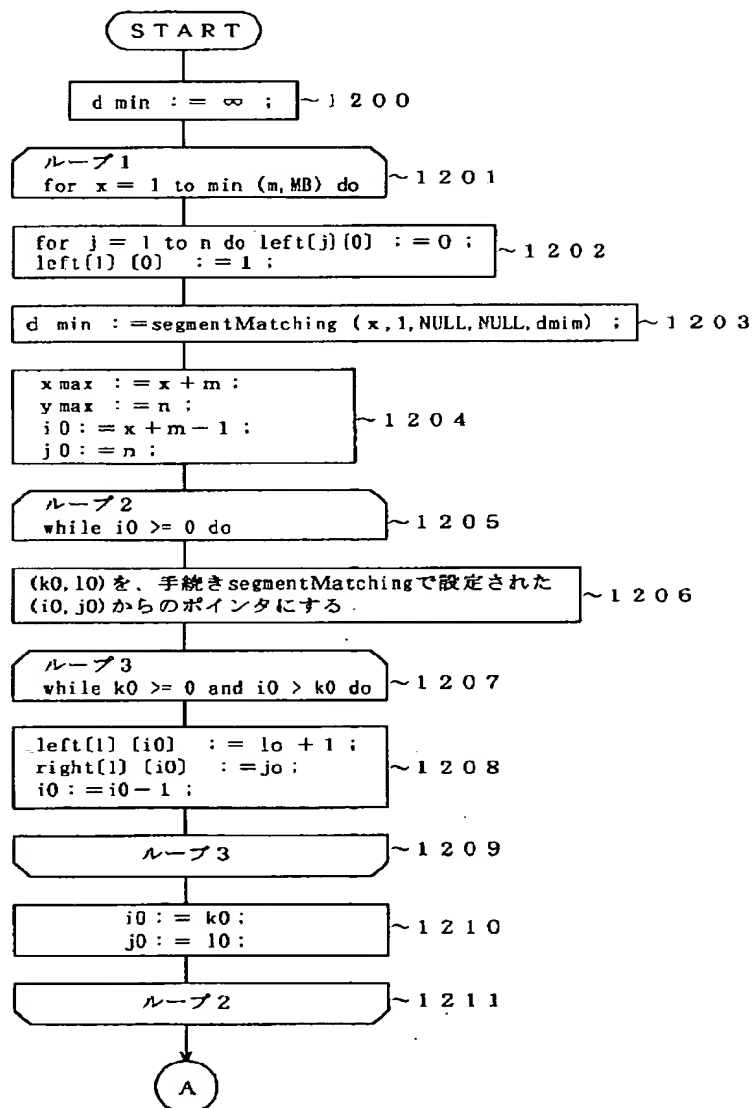 START
d min := ∞ ;
~1200
ループ1
for x = 1 to min (m, MB) do
~1201
for j = 1 to n do left[j][0] := 0 ;
left[1] [0] := 1 ;
~1202
d min := segmentMatching (x, 1, NULL, NULL, dmim) ;
~1203
x max := x + m ;
y max := n ;
i0 := x + m − 1 ;
j0 := n ;
~1204
ループ2
while i0 >= 0 do
~1205
(k0, l0)を、手続きsegmentMatchingで設定された
(i0, j0)からのポインタにする
~1206
ループ3
while k0 >= 0 and i0 > k0 do
~1207
left[1] [i0] := lo + 1 ;
right[1] [i0] := jo ;
i0 := i0 − 1 ;
~1208
ループ3
~1209
i0 := k0 ;
j0 := l0 ;
~1210
ループ2
~1211
A